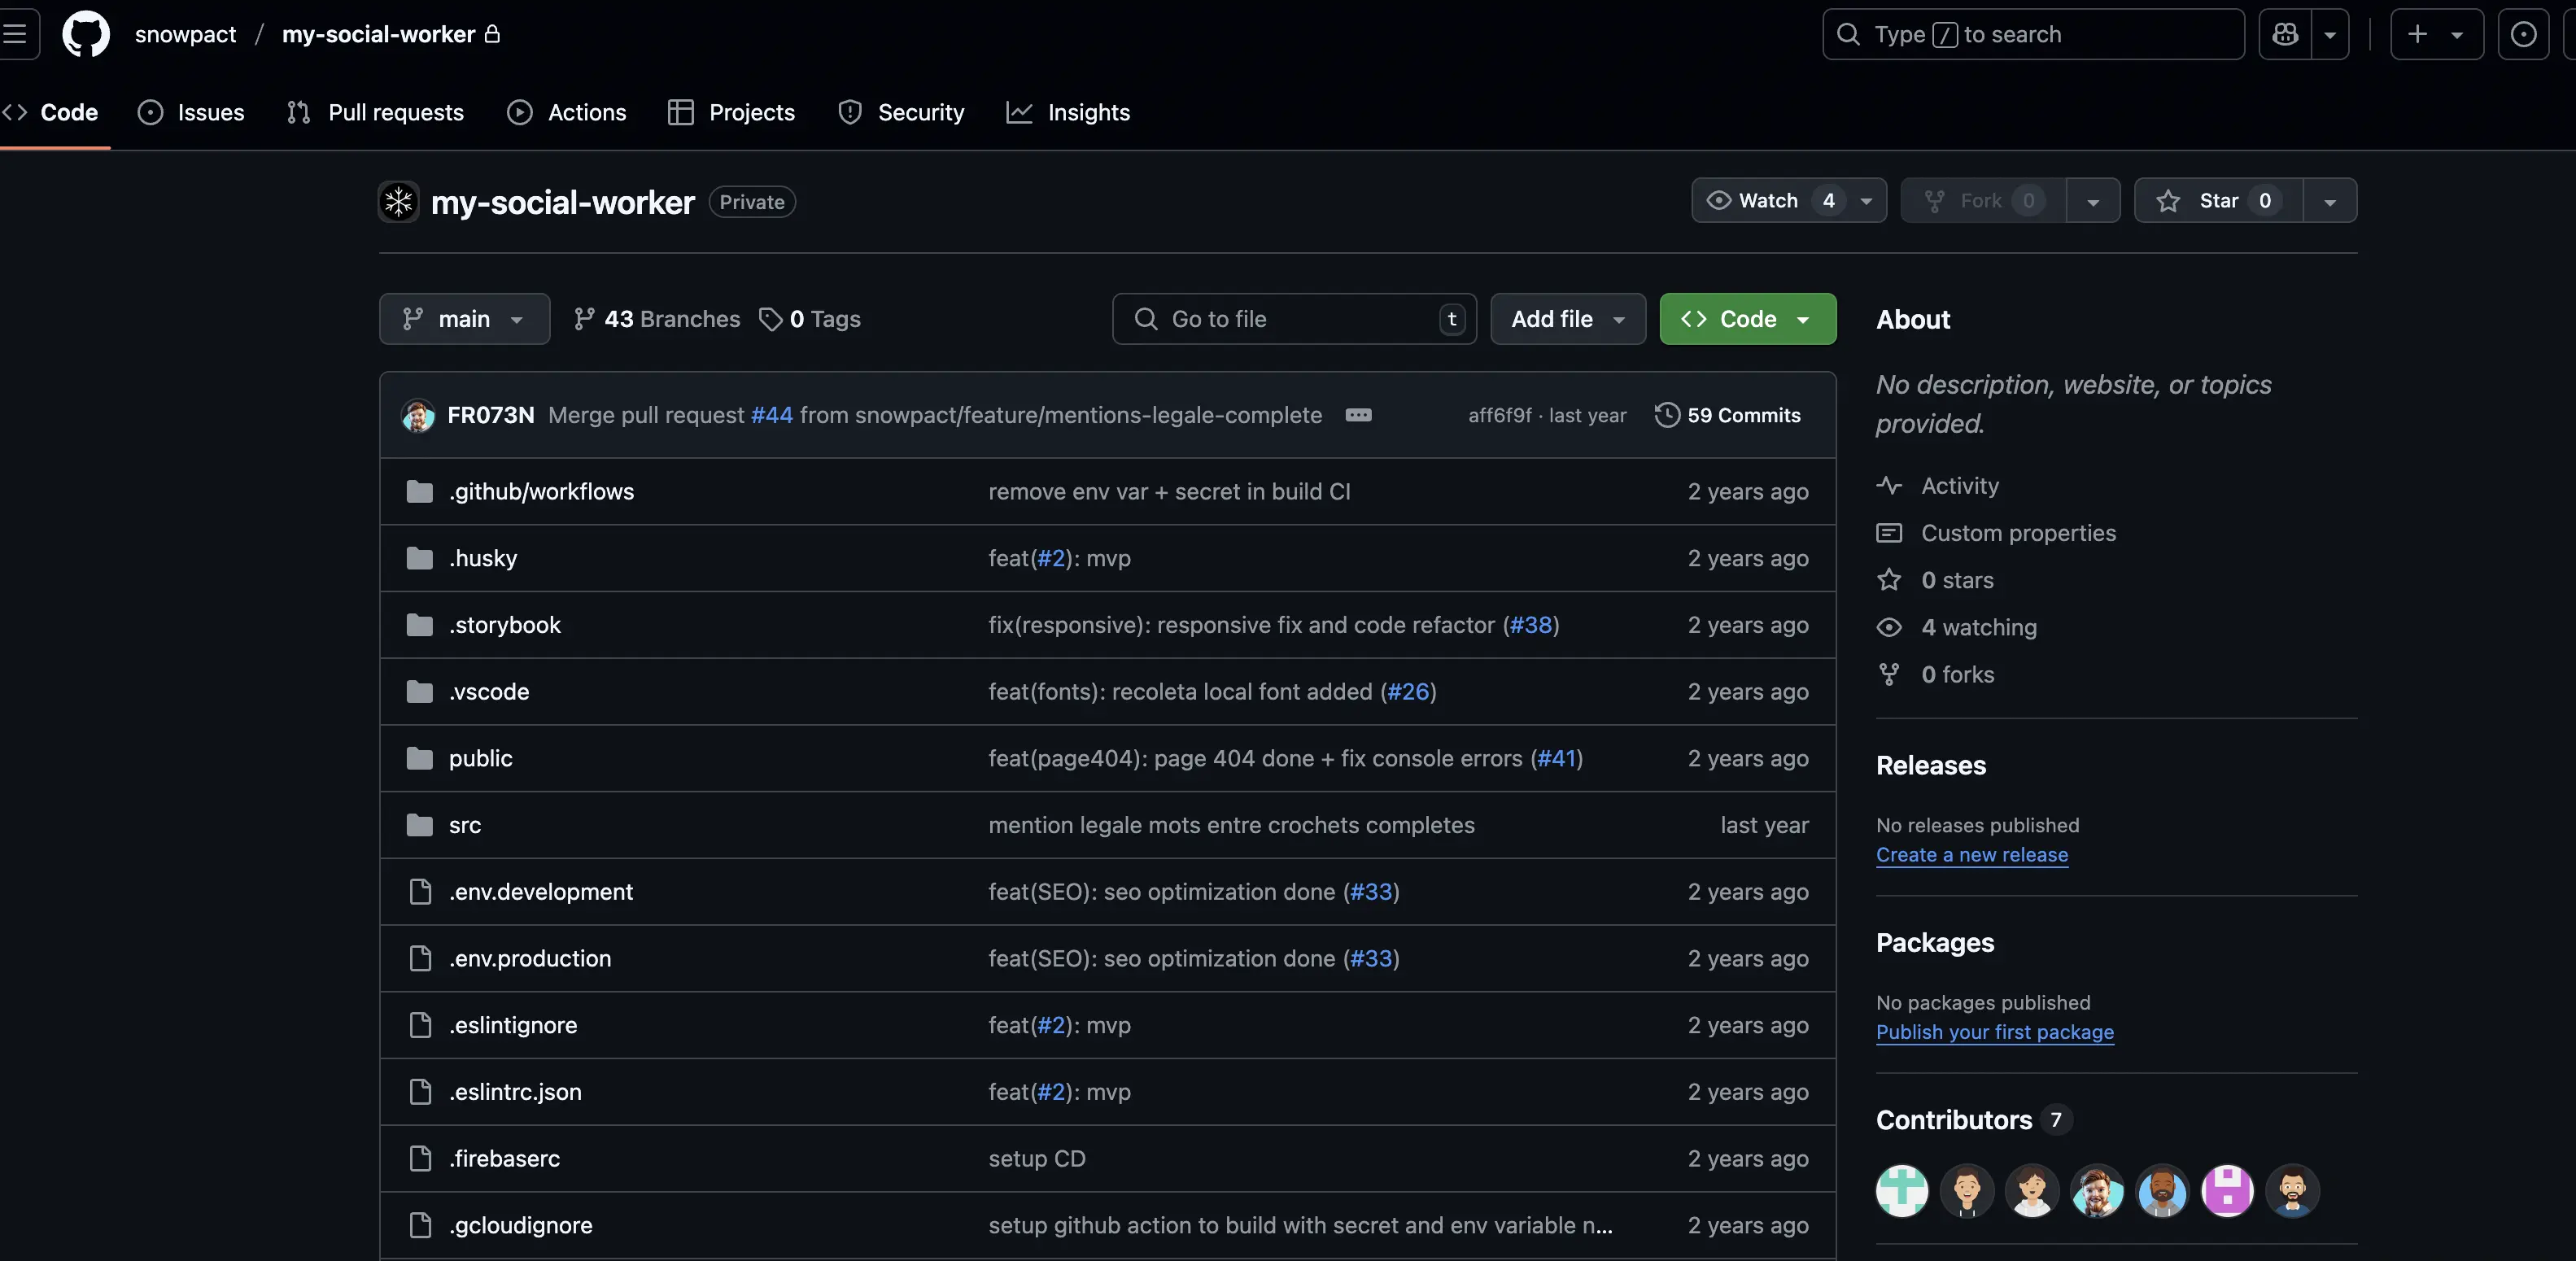 snowpact / my-social-worker
Type / to search
Code Issues Pull requests Actions Projects Security Insights
my-social-worker Private
Watch 4 Fork 0 Star 0
main 43 Branches 0 Tags Go to file t Add file Code
FR073N Merge pull request #44 from snowpact/feature/mentions-legale-complete aff6f9f · last year 59 Commits
.github/workflows remove env var + secret in build CI 2 years ago
.husky feat(#2): mvp 2 years ago
.storybook fix(responsive): responsive fix and code refactor (#38) 2 years ago
.vscode feat(fonts): recoleta local font added (#26) 2 years ago
public feat(page404): page 404 done + fix console errors (#41) 2 years ago
src mention legale mots entre crochets completes last year
.env.development feat(SEO): seo optimization done (#33) 2 years ago
.env.production feat(SEO): seo optimization done (#33) 2 years ago
.eslintignore feat(#2): mvp 2 years ago
.eslintrc.json feat(#2): mvp 2 years ago
.firebaserc setup CD 2 years ago
.gcloudignore setup github action to build with secret and env variable n... 2 years ago
About
No description, website, or topics
provided.
Activity
Custom properties
0 stars
4 watching
0 forks
Releases
No releases published
Create a new release
Packages
No packages published
Publish your first package
Contributors 7